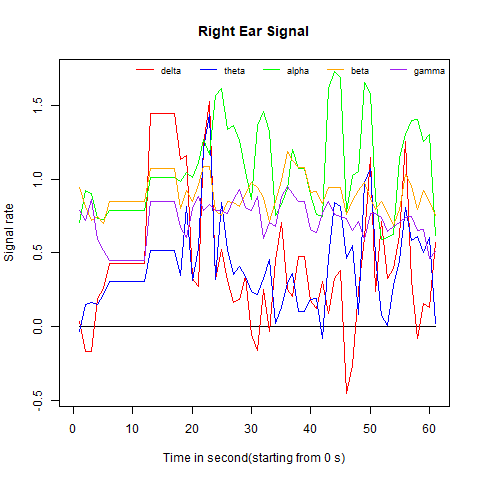 Right Ear Signal
delta theta alpha beta gamma
Signal rate
1.5
1.0
0.5
0.0
-0.5
0 10 20 30 40 50 60
Time in second(starting from 0 s)